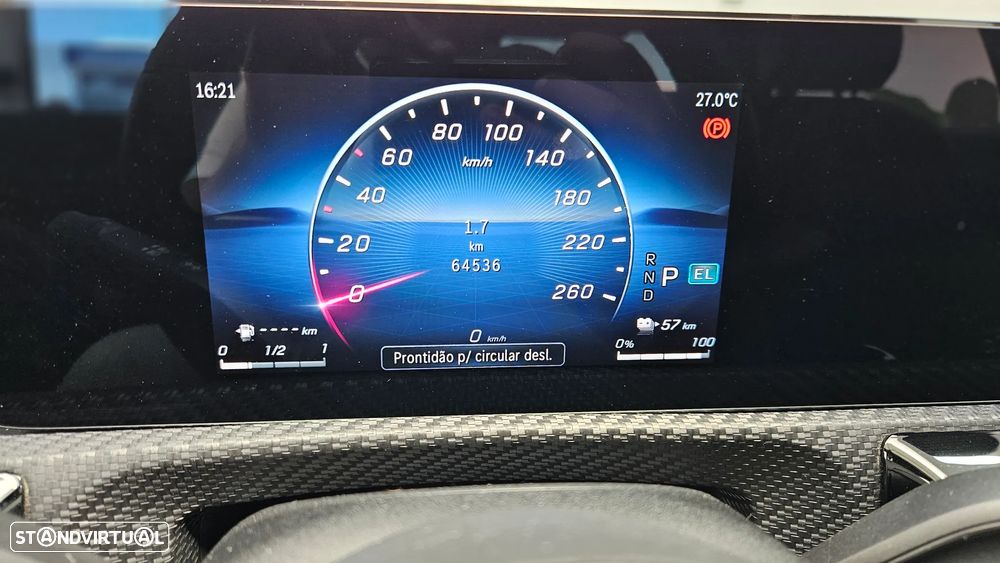 16:21
27.0°C
(P)
80 100
60 km/h 140
40 180
1.7
20 km 220
64536
R
N P EL
D
0 260
---- km
0 km/h
57 km
0 1/2 1
0% 100
Prontidão p/ circular desl.
STANDVIRTUAL